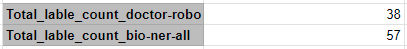 Total_lable_count_doctor-robo 38
Total_lable_count_bio-ner-all 57